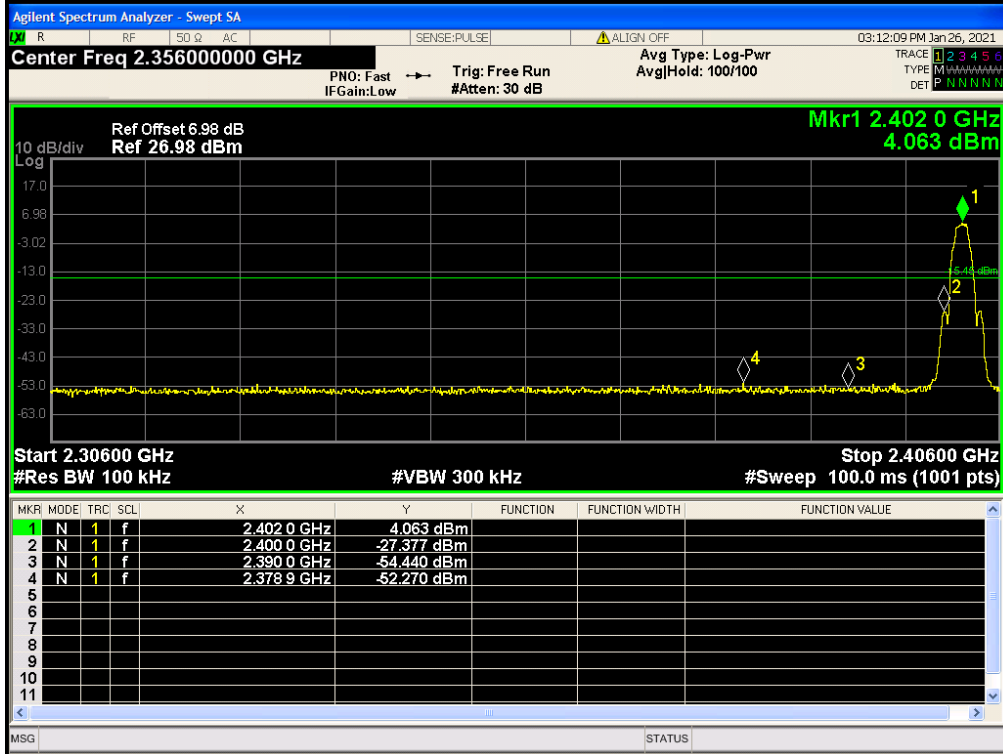 Agilent Spectrum Analyzer - Swept SA
LXI R RF 50 Ω AC SENSE:PULSE ALIGN OFF 03:12:09 PM Jan 26, 2021
Center Freq 2.356000000 GHz
PNO: Fast
IFGain:Low
Trig: Free Run
#Atten: 30 dB
Avg Type: Log-Pwr
Avg|Hold: 100/100
TRACE 1 2 3 4 5 6
TYPE M
DET P N N N N N
Mkr1 2.402 0 GHz
4.063 dBm
Ref Offset 6.98 dB
10 dB/div Ref 26.98 dBm
Log
17.0
6.98
-3.02
-13.0
-23.0
-33.0
-43.0
-53.0
-63.0
1
2
4
3
Start 2.30600 GHz Stop 2.40600 GHz
#Res BW 100 kHz #VBW 300 kHz #Sweep 100.0 ms (1001 pts)
MKR MODE TRC SCL X Y FUNCTION FUNCTION WIDTH FUNCTION VALUE
1 N 1 f 2.402 0 GHz 4.063 dBm
2 N 1 f 2.400 0 GHz -27.377 dBm
3 N 1 f 2.390 0 GHz -54.440 dBm
4 N 1 f 2.378 9 GHz -52.270 dBm
5
6
7
8
9
10
11
MSG STATUS